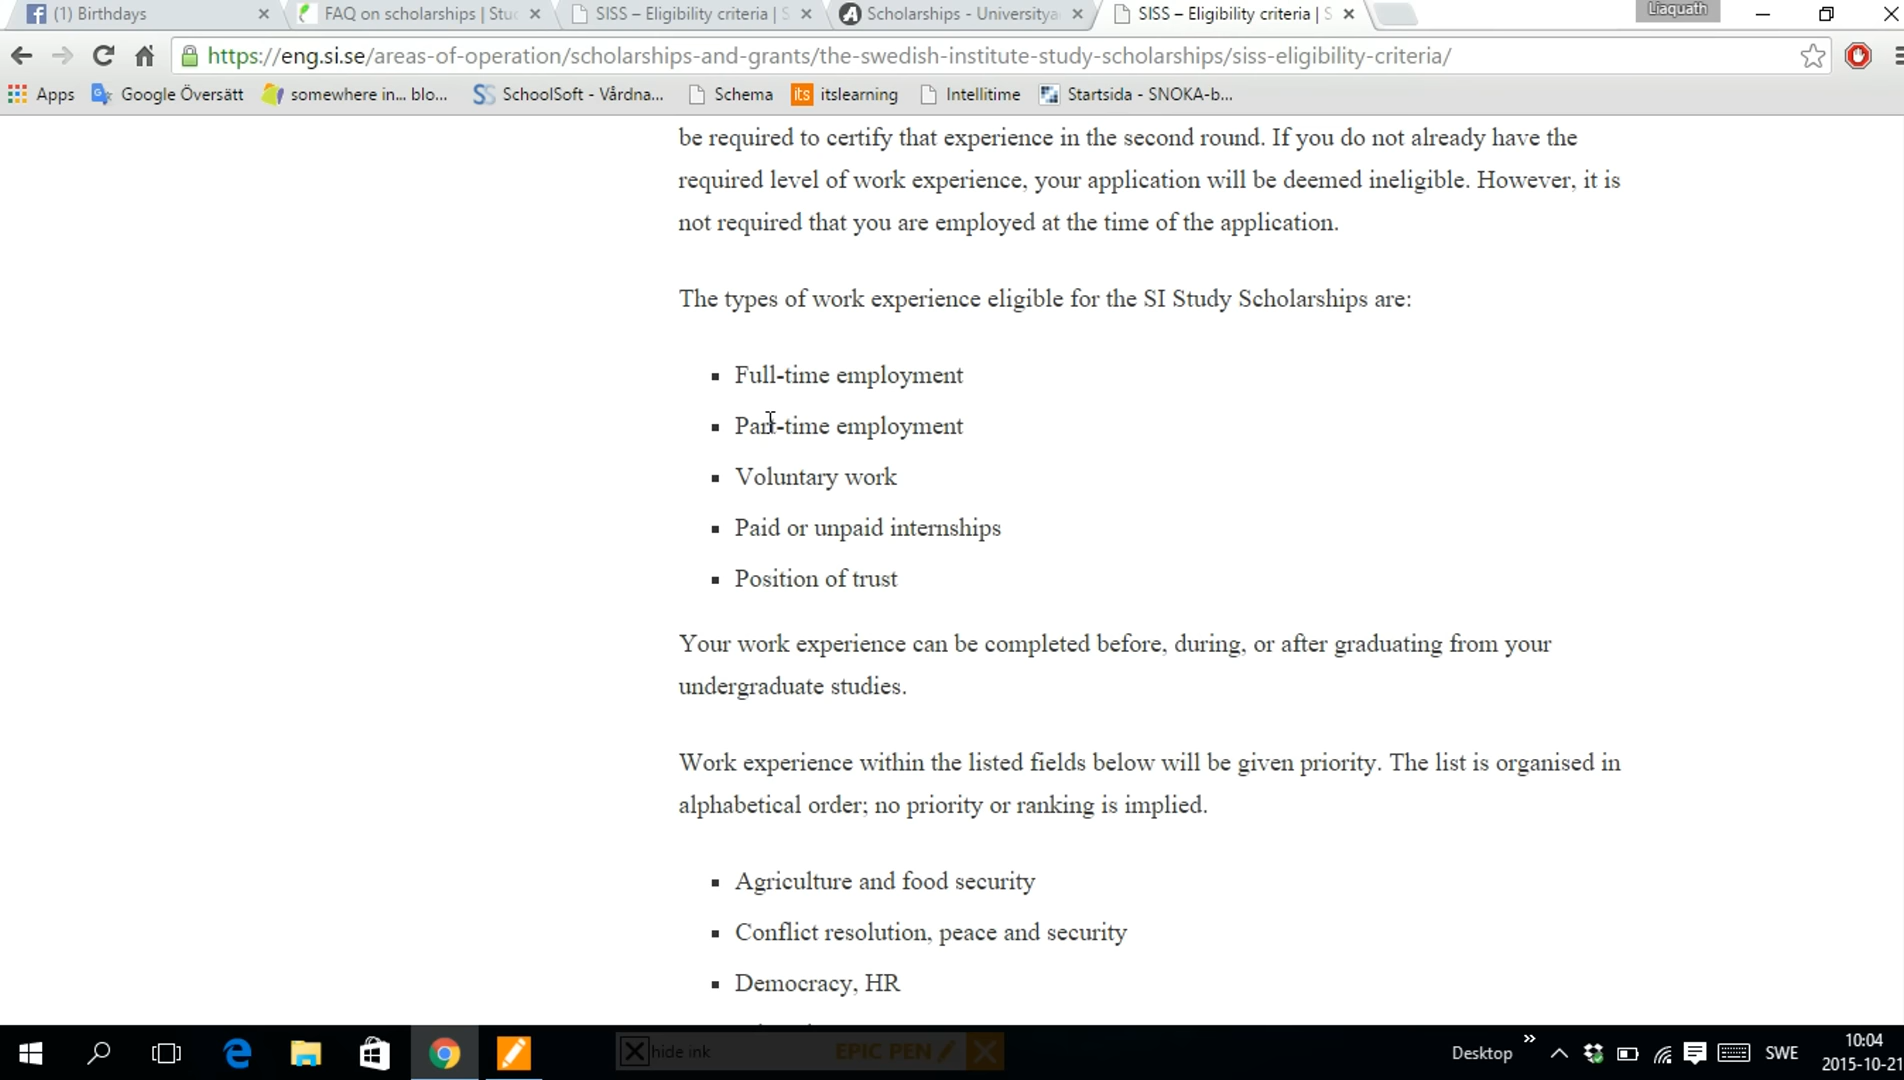 (1) Birthdays
FAQ on scholarships | Stu
SISS – Eligibility criteria | S
Scholarships - Universitya
SISS – Eligibility criteria | S
Liaquath
https://eng.si.se/areas-of-operation/scholarships-and-grants/the-swedish-institute-study-scholarships/siss-eligibility-criteria/
Apps
Google Översätt
somewhere in... blo...
SchoolSoft - Vårdna...
Schema
its
itslearning
Intellitime
Startsida - SNOKA-b...
be required to certify that experience in the second round. If you do not already have the
required level of work experience, your application will be deemed ineligible. However, it is
not required that you are employed at the time of the application.
The types of work experience eligible for the SI Study Scholarships are:
Full-time employment
Part-time employment
Voluntary work
Paid or unpaid internships
Position of trust
Your work experience can be completed before, during, or after graduating from your
undergraduate studies.
Work experience within the listed fields below will be given priority. The list is organised in
alphabetical order; no priority or ranking is implied.
Agriculture and food security
Conflict resolution, peace and security
Democracy, HR
hide ink
EPIC PEN
Desktop
SWE
10:04
2015-10-21